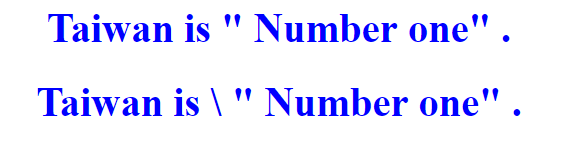 Taiwan is " Number one" .
Taiwan is \ " Number one" .